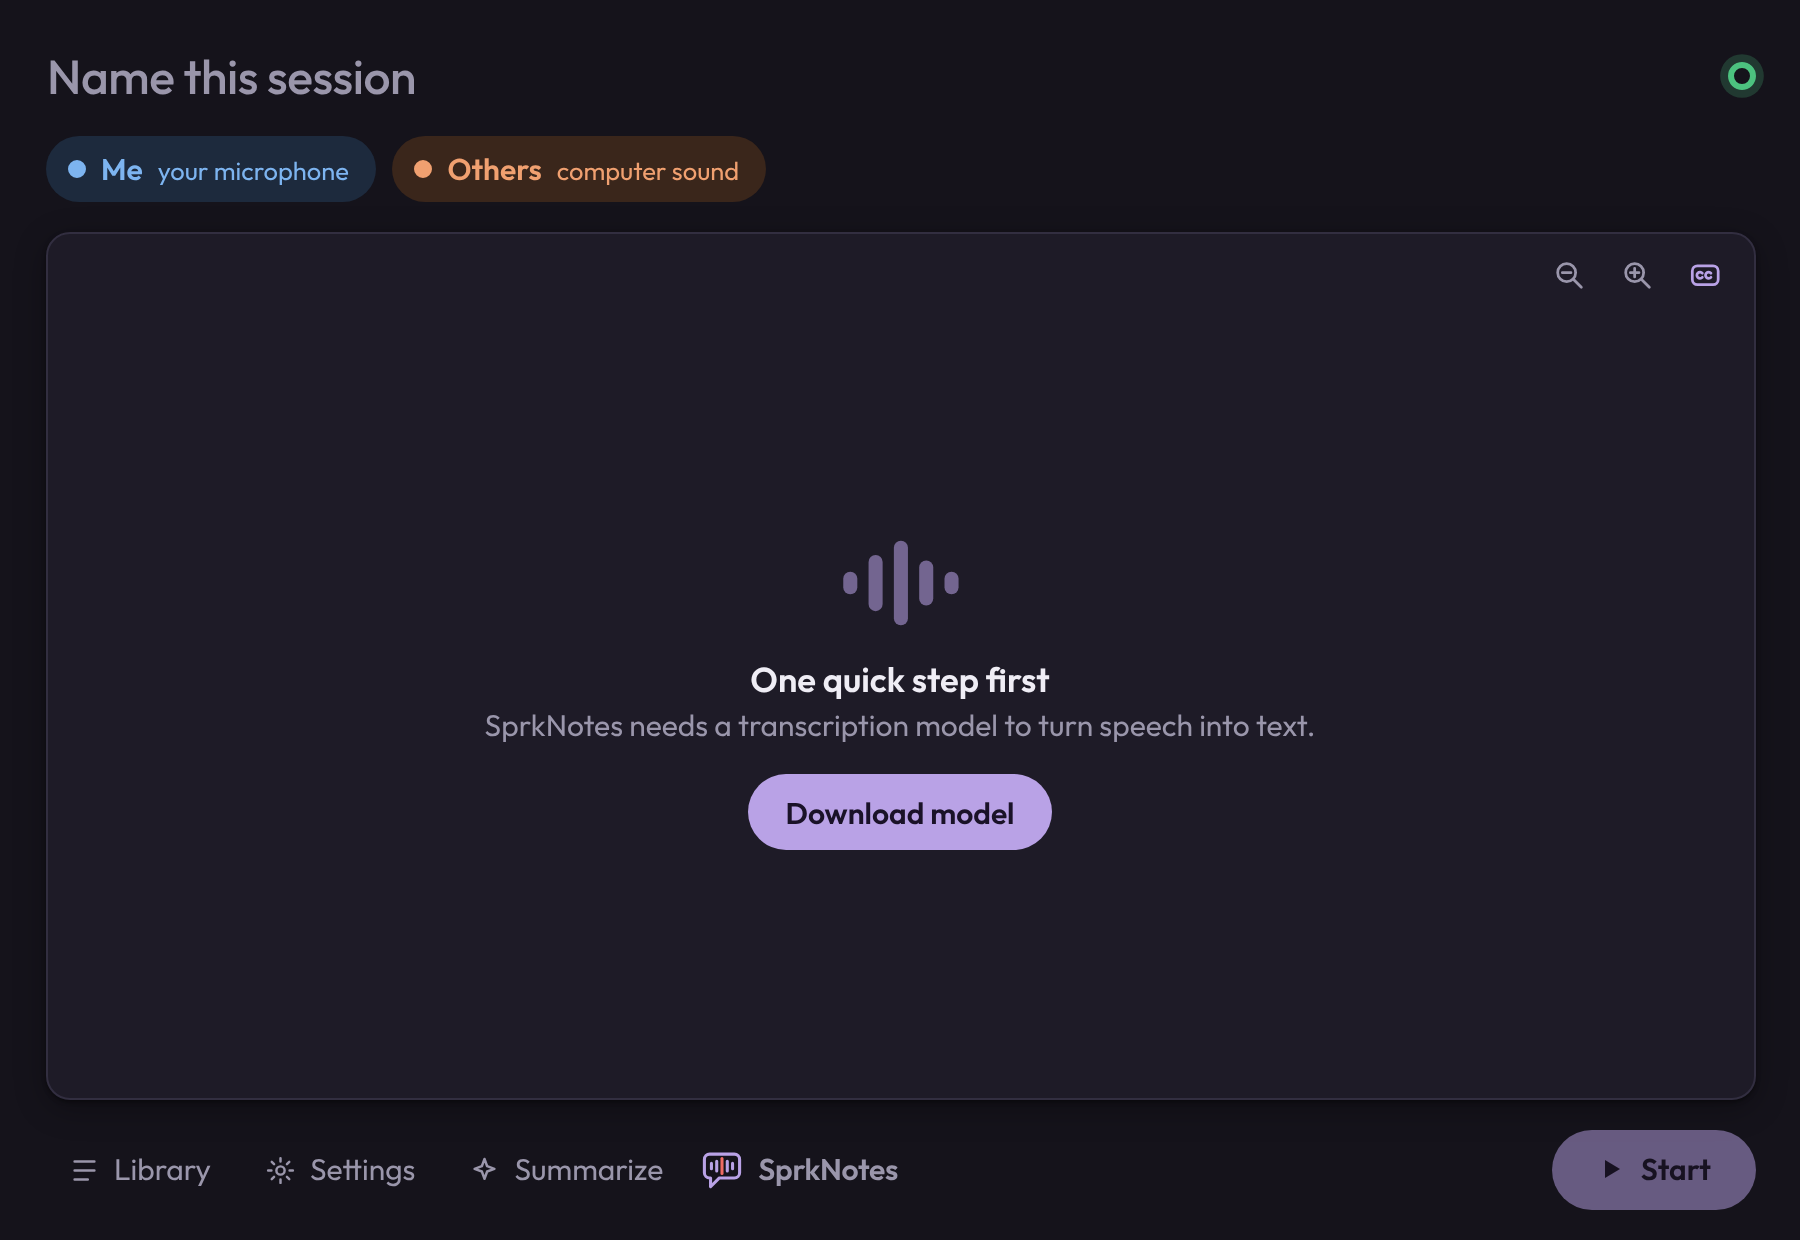 Name this session
Me your microphone
Others computer sound
CC
One quick step first
SprkNotes needs a transcription model to turn speech into text.
Download model
Library
Settings
Summarize
SprkNotes
Start